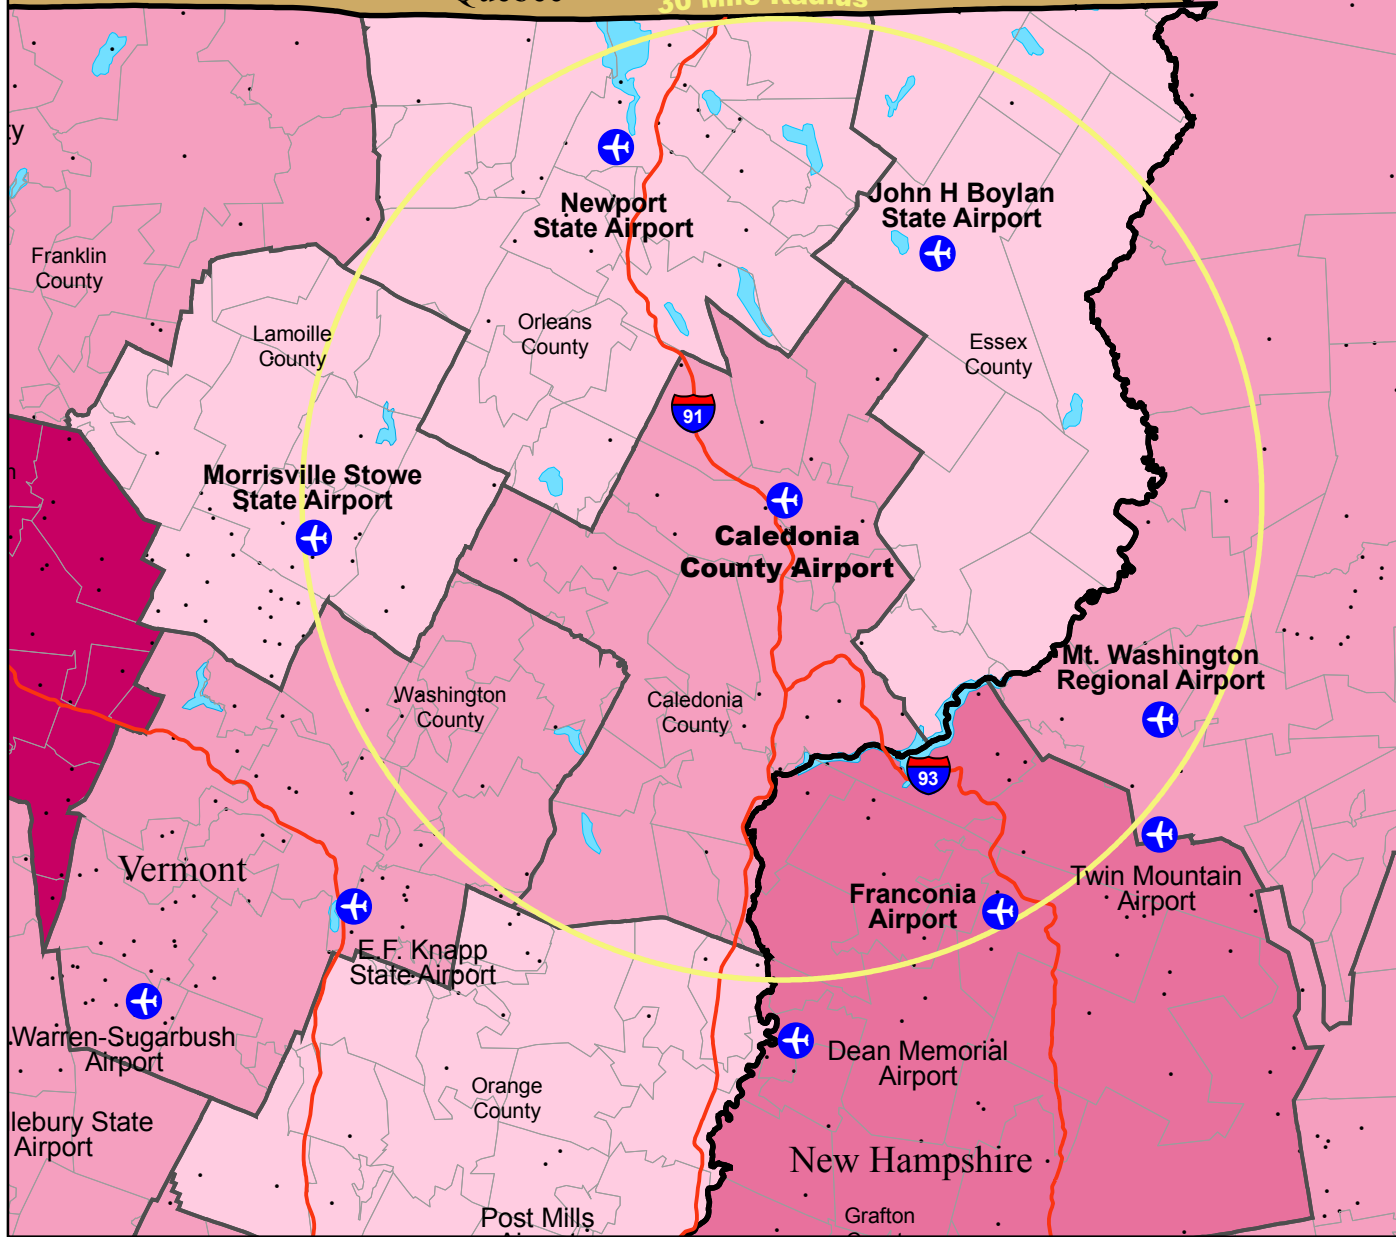 Quebec
30 Mile Radius
ty
Newport
State Airport
John H Boylan
State Airport
Franklin
County
Lamoille
County
Orleans
County
Essex
County
91
n
Morrisville Stowe
State Airport
Caledonia
County Airport
Mt. Washington
Regional Airport
Washington
County
Caledonia
County
93
Vermont
Franconia
Airport
Twin Mountain
Airport
E.F. Knapp
State Airport
Warren-Sugarbush
Airport
Dean Memorial
Airport
Orange
County
lebury State
Airport
New Hampshire
Post Mills
Grafton